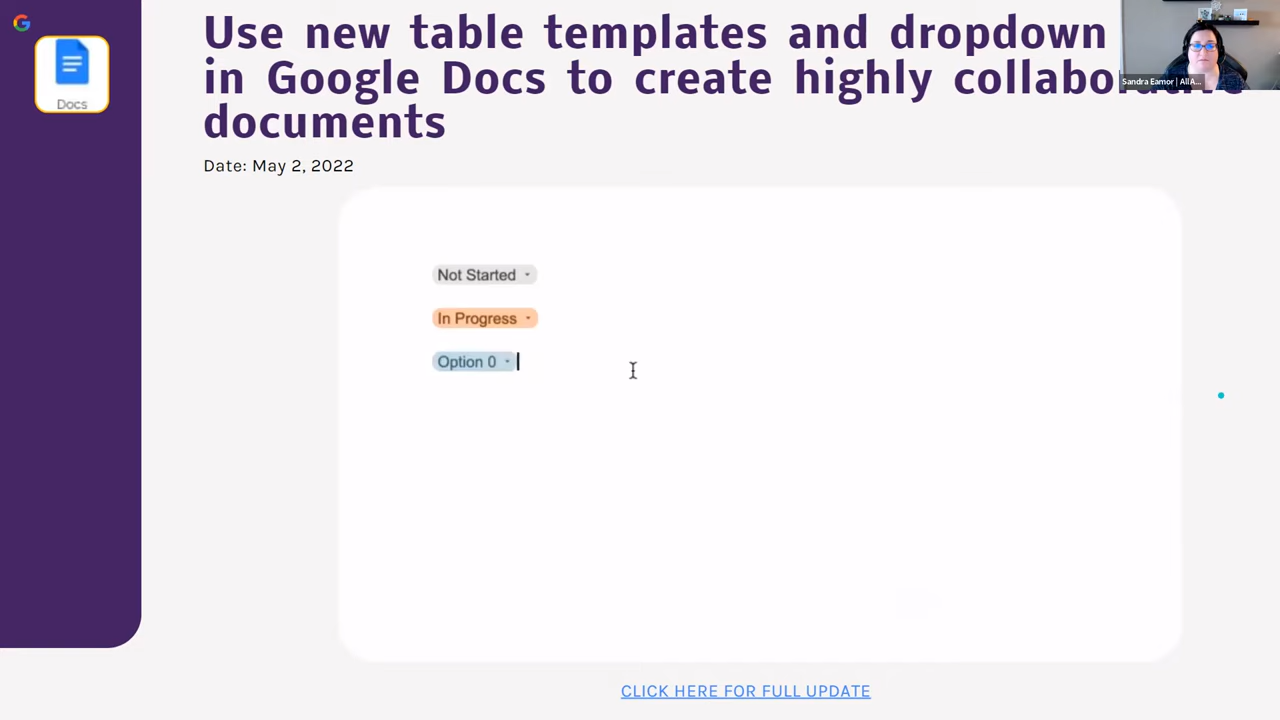 Docs
Use new table templates and dropdown
in Google Docs to create highly
documents
Date: May 2, 2022
Sandra Eamor | All A...
Not Started
In Progress
Option 0
CLICK HERE FOR FULL UPDATE